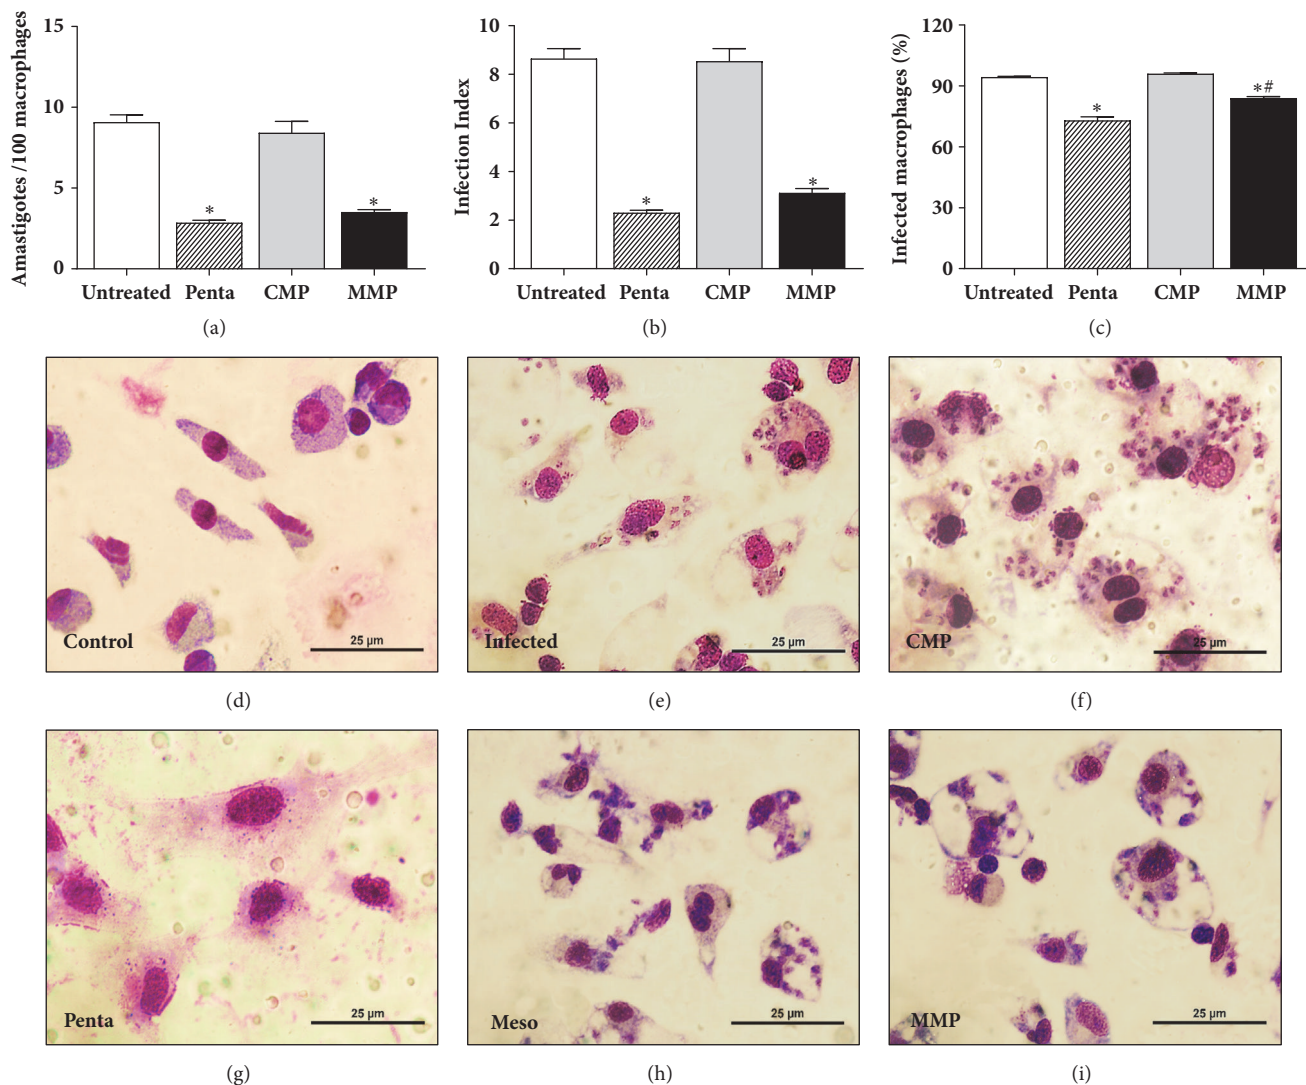 Amastigotes /100 macrophages
15
10
5
0
*
*
Untreated Penta CMP MMP
(a)
Infection Index
10
8
6
4
2
0
*
*
Untreated Penta CMP MMP
(b)
Infected macrophages (%)
120
90
60
30
0
*
*#
Untreated Penta CMP MMP
(c)
Control
25 µm
(d)
Infected
25 µm
(e)
CMP
25 µm
(f)
Penta
25 µm
(g)
Meso
25 µm
(h)
MMP
25 µm
(i)